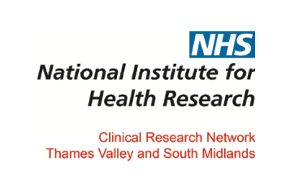 NHS
National Institute for
Health Research
Clinical Research Network
Thames Valley and South Midlands